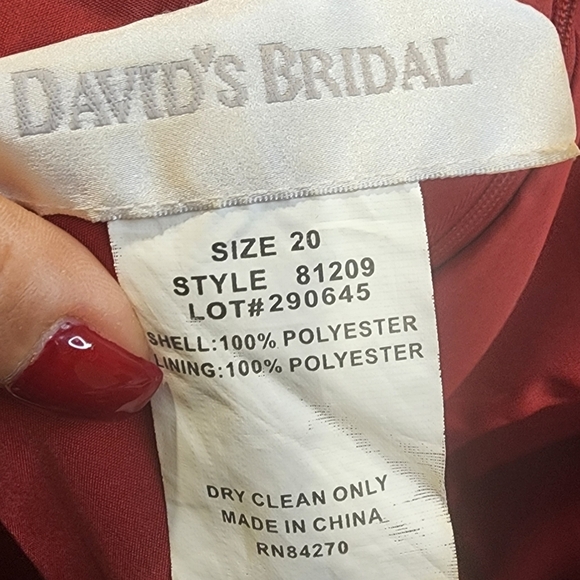 DAVID'S BRIDAL
SIZE 20
STYLE 81209
LOT#290645
SHELL:100% POLYESTER
LINING:100% POLYESTER
DRY CLEAN ONLY
MADE IN CHINA
RN84270